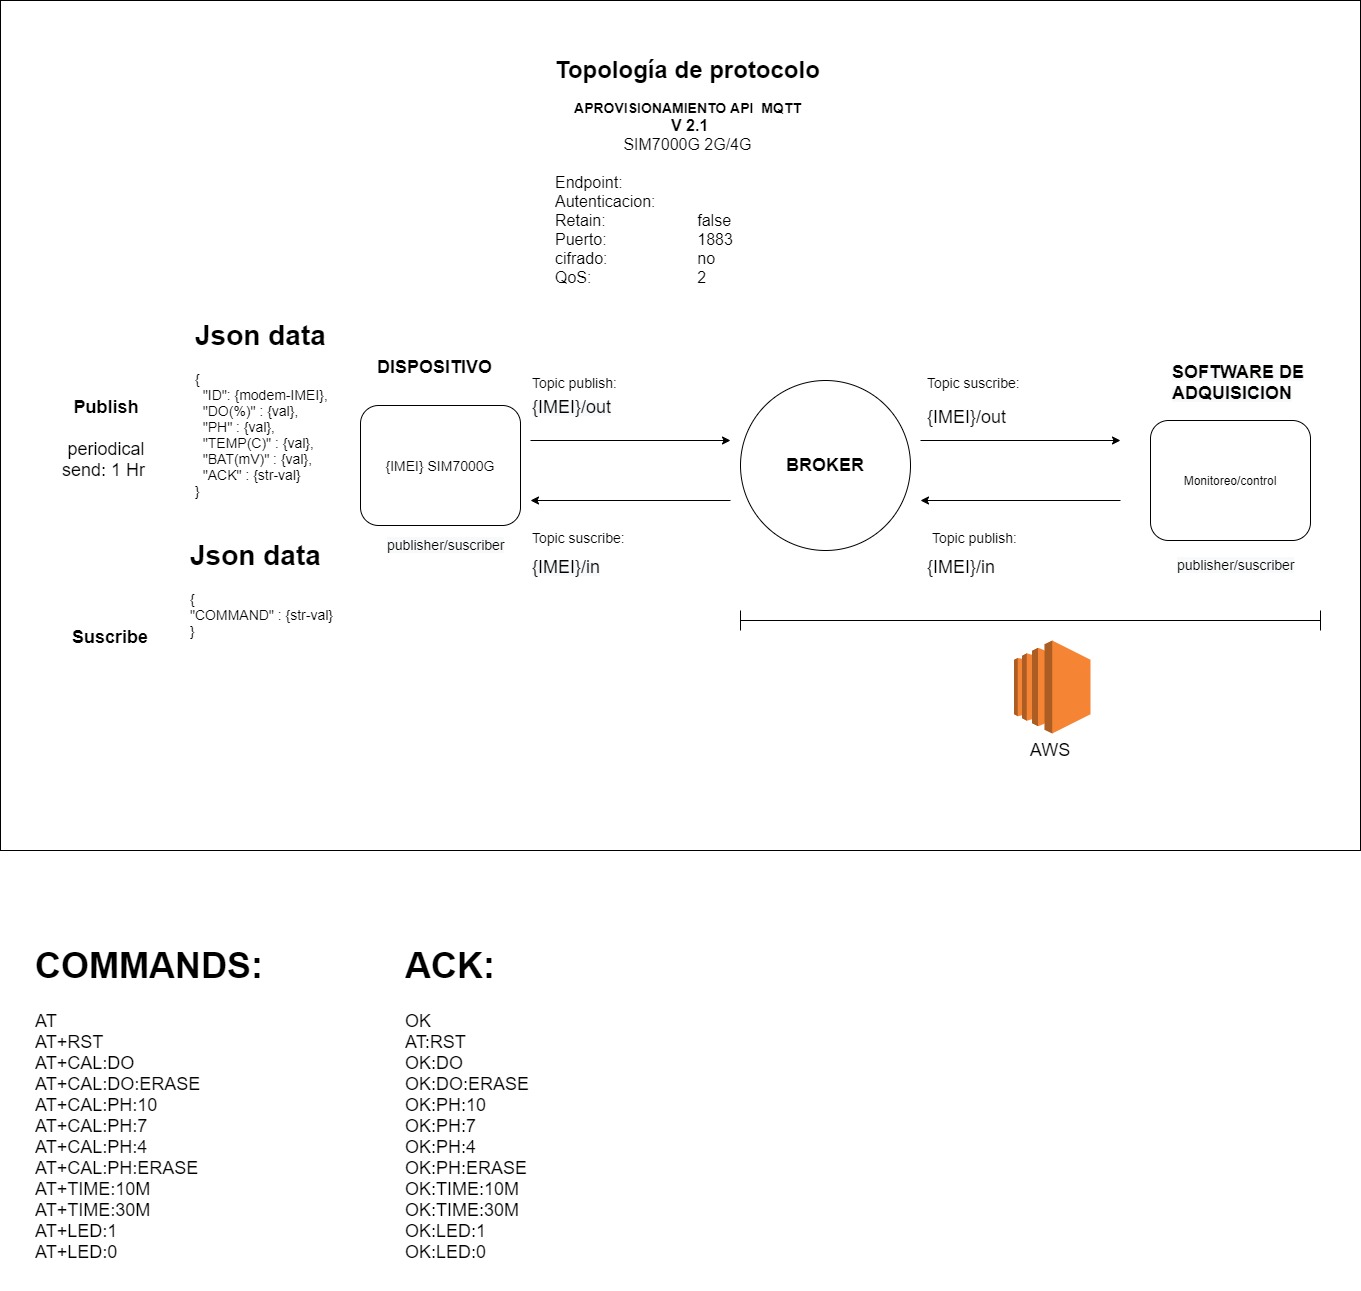 Topología de protocolo
APROVISIONAMIENTO API  MQTT
V 2.1
SIM7000G 2G/4G
Endpoint:
Autenticacion:
Retain: false
Puerto: 1883
cifrado: no
QoS: 2
Publish
periodical
send: 1 Hr
Json data
{
"ID": {modem-IMEI},
"DO(%)" : {val},
"PH" : {val},
"TEMP(C)" : {val},
"BAT(mV)" : {val},
"ACK" : {str-val}
}
Suscribe
Json data
{
"COMMAND" : {str-val}
}
DISPOSITIVO
{IMEI} SIM7000G
publisher/suscriber
Topic publish:
{IMEI}/out
Topic suscribe:
{IMEI}/in
BROKER
Topic suscribe:
{IMEI}/out
Topic publish:
{IMEI}/in
SOFTWARE DE
ADQUISICION
Monitoreo/control
publisher/suscriber
AWS
COMMANDS:
AT
AT+RST
AT+CAL:DO
AT+CAL:DO:ERASE
AT+CAL:PH:10
AT+CAL:PH:7
AT+CAL:PH:4
AT+CAL:PH:ERASE
AT+TIME:10M
AT+TIME:30M
AT+LED:1
AT+LED:0
ACK:
OK
AT:RST
OK:DO
OK:DO:ERASE
OK:PH:10
OK:PH:7
OK:PH:4
OK:PH:ERASE
OK:TIME:10M
OK:TIME:30M
OK:LED:1
OK:LED:0